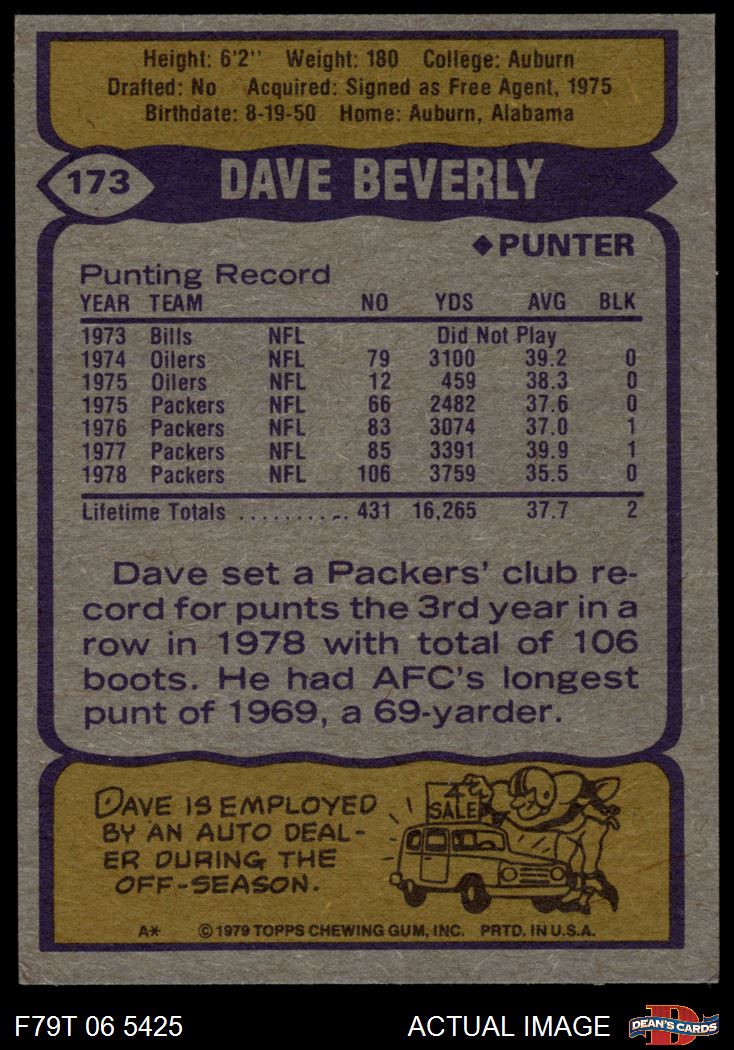 Height: 6'2" Weight: 180 College: Auburn
Drafted: No Acquired: Signed as Free Agent, 1975
Birthdate: 8-19-50 Home: Auburn, Alabama
173 DAVE BEVERLY
◆PUNTER
Punting Record
YEAR TEAM NO YDS AVG BLK
1973 Bills NFL Did Not Play
1974 Oilers NFL 79 3100 39.2 0
1975 Oilers NFL 12 459 38.3 0
1975 Packers NFL 66 2482 37.6 0
1976 Packers NFL 83 3074 37.0 1
1977 Packers NFL 85 3391 39.9 1
1978 Packers NFL 106 3759 35.5 0
Lifetime Totals .......... 431 16,265 37.7 2
Dave set a Packers' club re-
cord for punts the 3rd year in a
row in 1978 with total of 106
boots. He had AFC's longest
punt of 1969, a 69-yarder.
DAVE IS EMPLOYED
BY AN AUTO DEAL-
ER DURING THE
OFF-SEASON.
SALE
A* © 1979 TOPPS CHEWING GUM, INC. PRTD. IN U.S.A.
F79T 06 5425 ACTUAL IMAGE DEAN'S CARDS